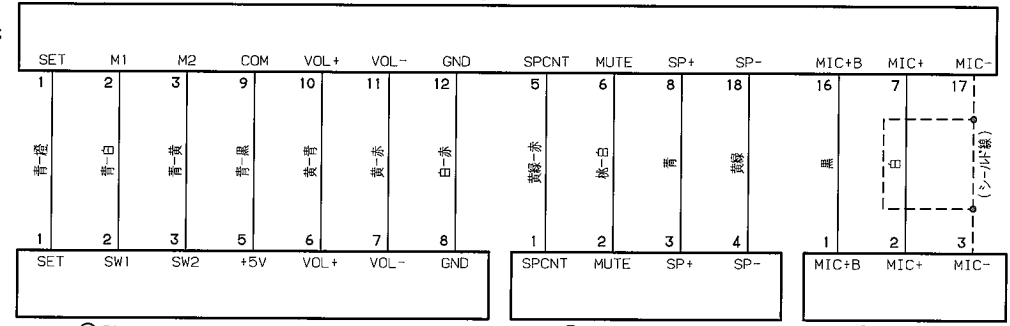 SET M1 M2 COM VOL+ VOL- GND SPCNT MUTE SP+ SP- MIC+B MIC+ MIC-
1 2 3 9 10 11 12 5 6 8 18 16 7 17
青-橙 青-白 青-黄 青-黒 黄-青 黄-赤 白-赤 黄緑-赤 桃-白 青 黄緑 黒 白 (シールド線)
1 2 3 5 6 7 8 1 2 3 4 1 2 3
SET SW1 SW2 +5V VOL+ VOL- GND SPCNT MUTE SP+ SP- MIC+B MIC+ MIC-